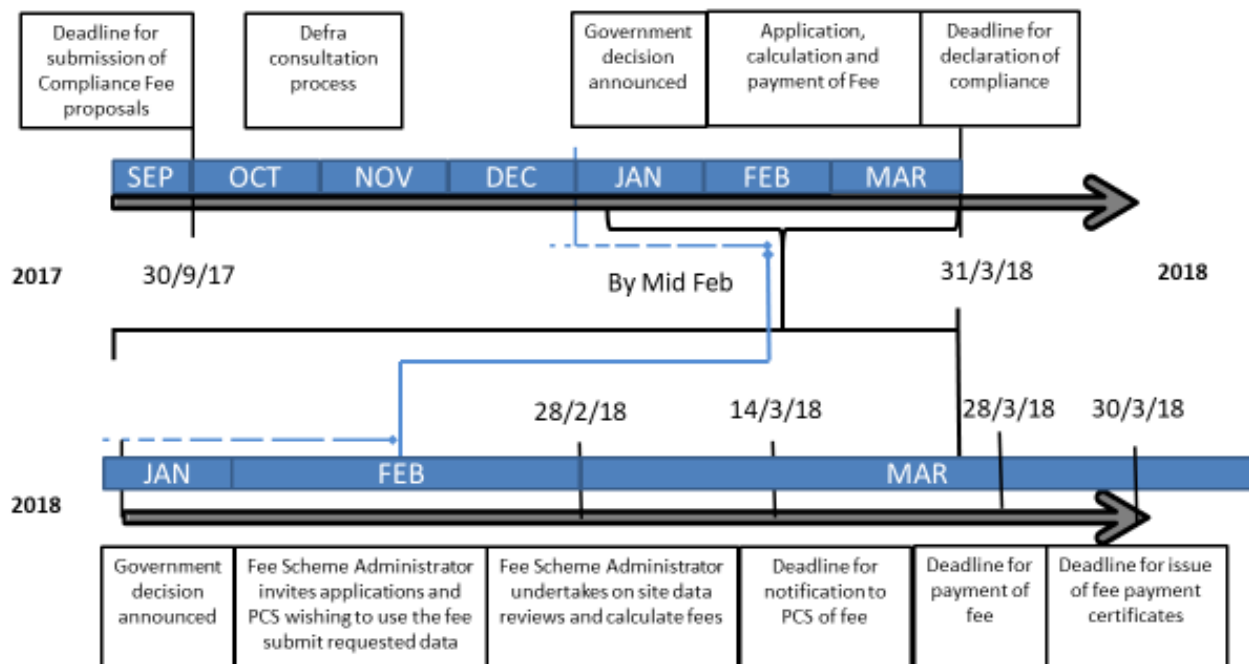 Deadline for
submission of
Compliance Fee
proposals
Defra
consultation
process
Government
decision
announced
Application,
calculation and
payment of Fee
Deadline for
declaration of
compliance
SEP
OCT
NOV
DEC
JAN
FEB
MAR
2017
30/9/17
By Mid Feb
31/3/18
2018
28/2/18
14/3/18
28/3/18
30/3/18
JAN
FEB
MAR
2018
Government
decision
announced
Fee Scheme Administrator
invites applications and
PCS wishing to use the fee
submit requested data
Fee Scheme Administrator
undertakes on site data
reviews and calculate fees
Deadline for
notification to
PCS of fee
Deadline for
payment of
fee
Deadline for issue
of fee payment
certificates